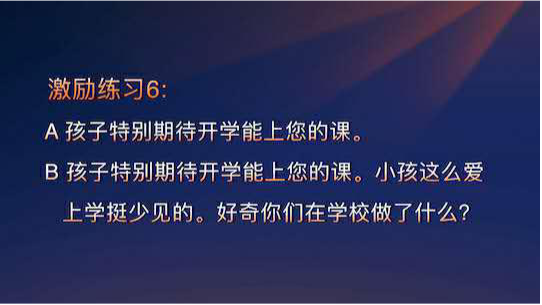 激励练习6:
A 孩子特别期待开学能上您的课。
B 孩子特别期待开学能上您的课。小孩这么爱
上学挺少见的。好奇你们在学校做了什么?